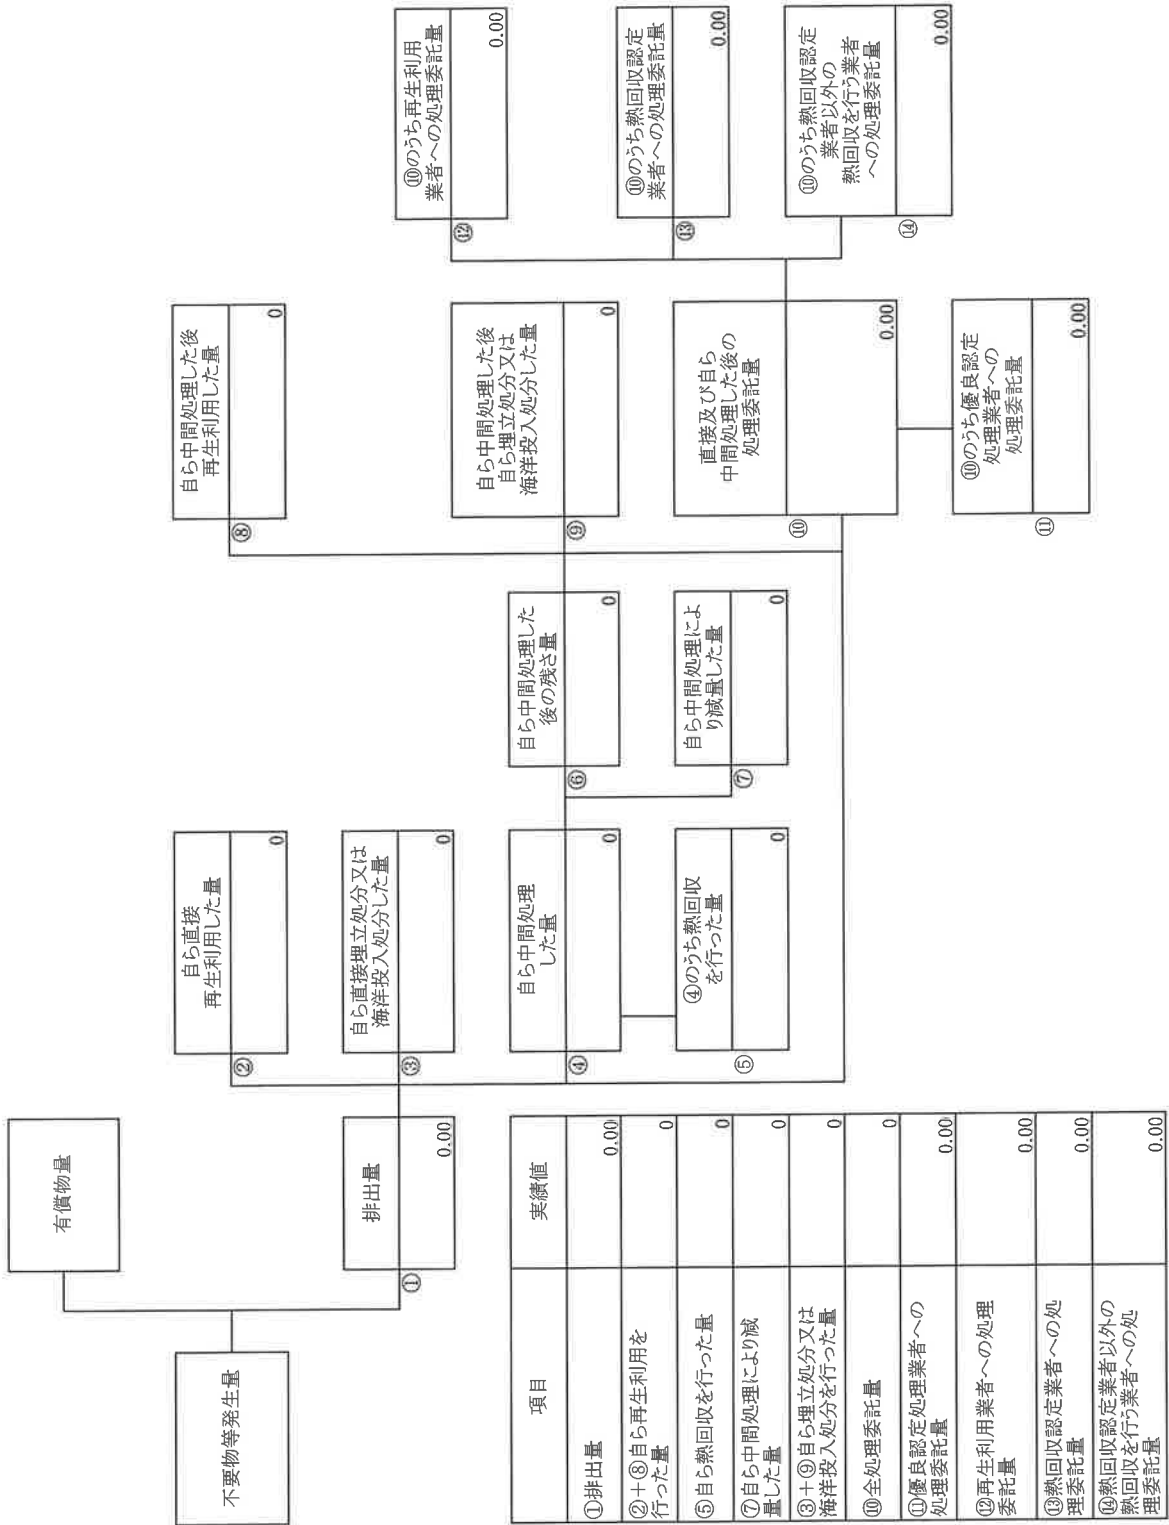 不要物等発生量
有償物量
①
排出量
0.00
②
自ら直接
再生利用した量
0
③
自ら直接埋立処分又は
海洋投入処分した量
0
④
自ら中間処理
した量
0
⑤
④のうち熱回収
を行った量
0
⑥
自ら中間処理した
後の残さ量
0
⑦
自ら中間処理によ
り減量した量
0
⑧
自ら中間処理した後
再生利用した量
0
⑨
自ら中間処理した後
自ら埋立処分又は
海洋投入処分した量
0
⑩
直接及び自ら
中間処理した後の
処理委託量
0.00
⑪
⑩のうち優良認定
処理業者への
処理委託量
0.00
⑫
⑩のうち再生利用
業者への処理委託量
0.00
⑬
⑩のうち熱回収認定
業者への処理委託量
0.00
⑭
⑩のうち熱回収認定
業者以外の
熱回収を行う業者
への処理委託量
0.00
項目 実績値
①排出量 0.00
②+⑧自ら再生利用を
行った量 0
⑤自ら熱回収を行った量 0
⑦自ら中間処理により減
量した量 0
③+⑨自ら埋立処分又は
海洋投入処分を行った量 0
⑩全処理委託量 0
⑪優良認定処理業者への
処理委託量 0.00
⑫再生利用業者への処理
委託量 0.00
⑬熱回収認定業者への処
理委託量 0.00
⑭熱回収認定業者以外の
熱回収を行う業者への処
理委託量 0.00